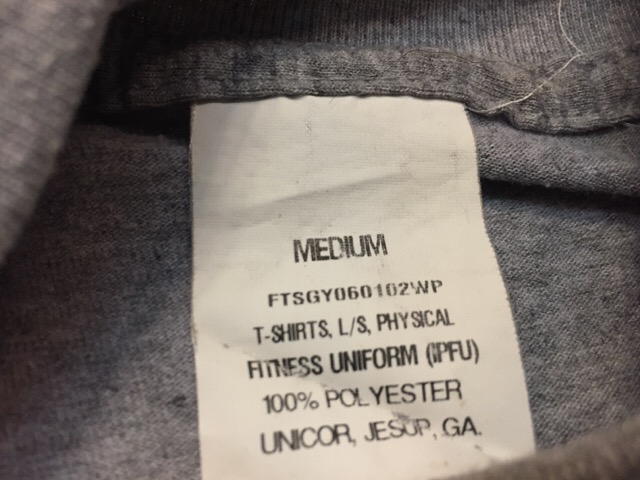 MEDIUM
FTSGY060102WP
T-SHIRTS, L/S, PHYSICAL
FITNESS UNIFORM (IPFU)
100% POLYESTER
UNICOR, JESUP, GA.